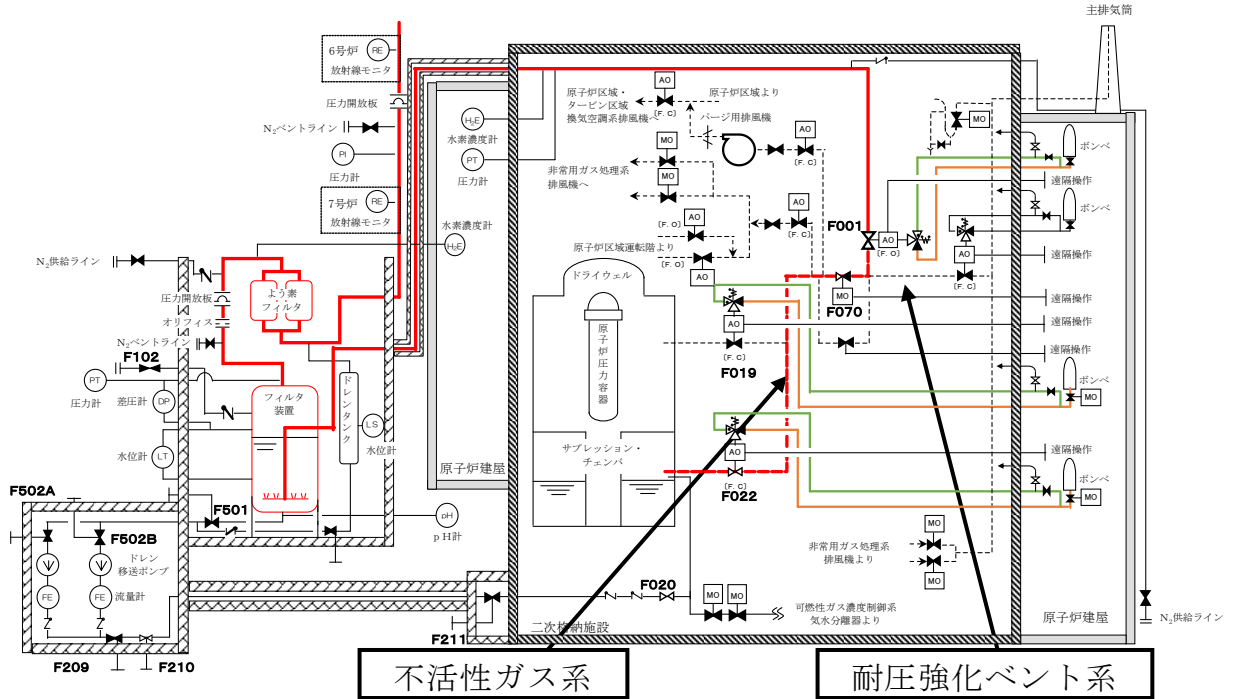 主排気筒
6号炉
RE
放射線モニタ
圧力開放板
N₂ベントライン
PI
圧力計
7号炉
RE
放射線モニタ
H₂E
水素濃度計
PT
圧力計
水素濃度計
H₂E
原子炉区域・
タービン区域
換気空調系排風機へ
AO
[F. C]
原子炉区域より
パージ用排風機
AO
[F. C]
MO
非常用ガス処理系
排風機へ
MO
AO
[F. C]
AO
[F. O]
原子炉区域運転階より
[F. O]
AO
MO
ボンベ
遠隔操作
F001
AO
[F. O]
ボンベ
AO
[F. C]
遠隔操作
MO
F070
遠隔操作
遠隔操作
遠隔操作
ドライウェル
原子炉圧力容器
サプレッション・
チェンバ
AO
[F. C]
F019
AO
[F. C]
F022
ボンベ
MO
遠隔操作
ボンベ
MO
N₂供給ライン
圧力開放板
オリフィス
N₂ベントライン
よう素
フィルタ
F102
PT
圧力計
差圧計
DP
フィルタ
装置
ドレンタンク
LS
水位計
水位計
LT
原子炉建屋
F502A
F501
pH
pH計
F502B
ドレン
移送ポンプ
FE
FE
流量計
F209
F210
F211
F020
MO
MO
可燃性ガス濃度制御系
気水分離器より
MO
非常用ガス処理系
排風機より
MO
二次格納施設
原子炉建屋
N₂供給ライン
不活性ガス系
耐圧強化ベント系